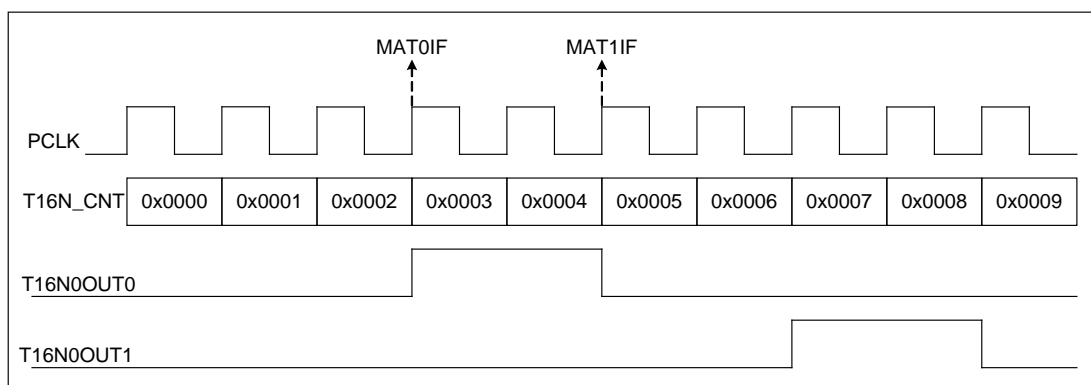 MAT0IF MAT1IF
PCLK
T16N_CNT 0x0000 0x0001 0x0002 0x0003 0x0004 0x0005 0x0006 0x0007 0x0008 0x0009
T16N0OUT0
T16N0OUT1